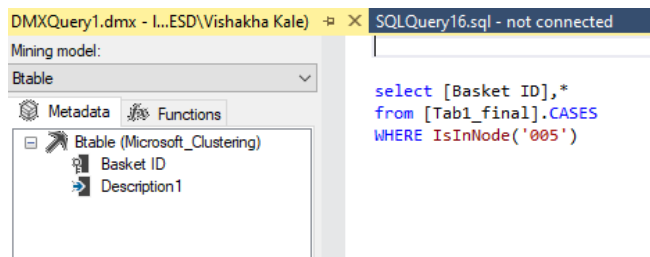 DMXQuery1.dmx - I...ESD\Vishakha Kale)
SQLQuery16.sql - not connected
Mining model:
Btable
Metadata
Functions
Btable (Microsoft_Clustering)
Basket ID
Description1
select [Basket ID],*
from [Tab1_final].CASES
WHERE IsInNode('005')